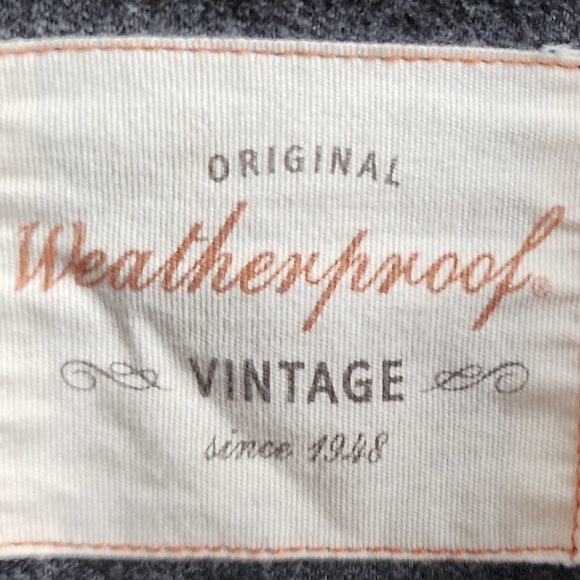 ORIGINAL
Weatherproof®
VINTAGE
since 1948